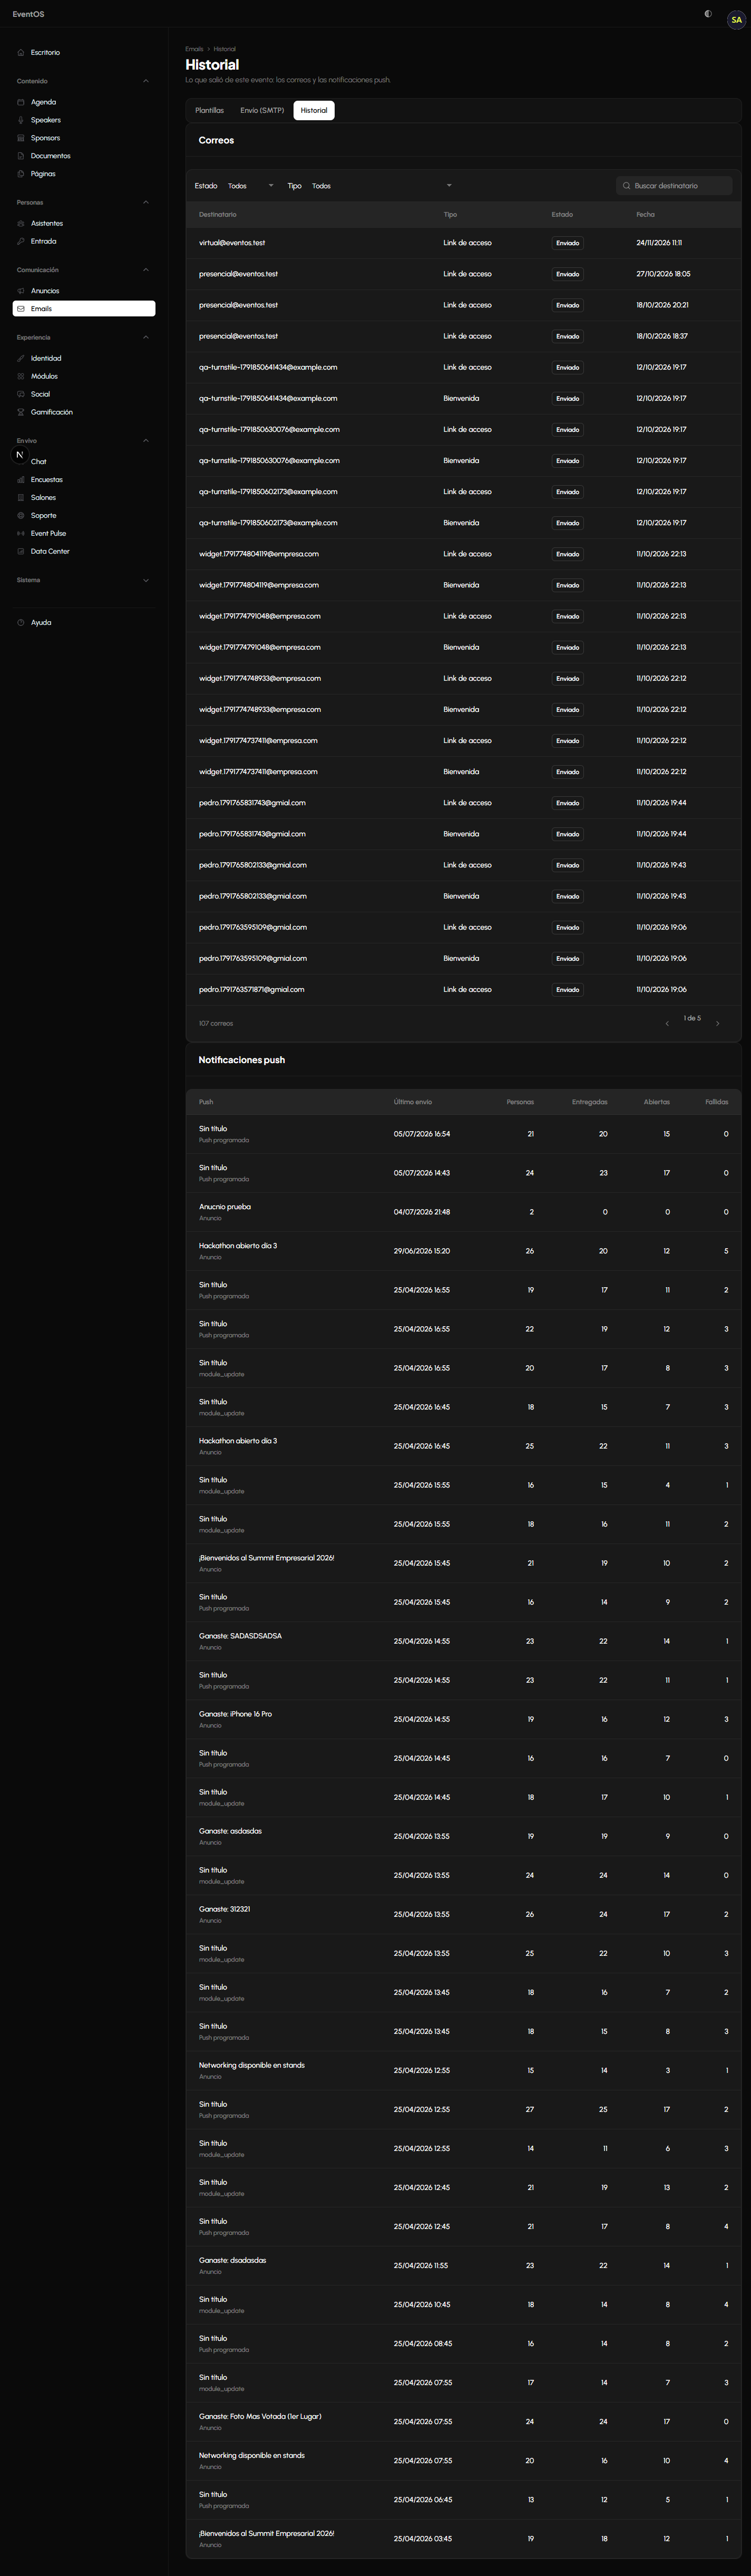 EventOS
SA
Escritorio
Contenido
Agenda
Speakers
Sponsors
Documentos
Páginas
Personas
Asistentes
Entrada
Comunicación
Anuncios
Emails
Experiencia
Identidad
Módulos
Social
Gamificación
En vivo
N
Chat
Encuestas
Salones
Soporte
Event Pulse
Data Center
Sistema
Ayuda
Emails > Historial
Historial
Lo que salió de este evento: los correos y las notificaciones push.
Plantillas Envío (SMTP) Historial
Correos
Estado Todos Tipo Todos Buscar destinatario
Destinatario Tipo Estado Fecha
virtual@eventos.test Link de acceso Enviado 24/11/2026 11:11
presencial@eventos.test Link de acceso Enviado 27/10/2026 18:05
presencial@eventos.test Link de acceso Enviado 18/10/2026 20:21
presencial@eventos.test Link de acceso Enviado 18/10/2026 18:37
qa-turnstile-1791850641434@example.com Link de acceso Enviado 12/10/2026 19:17
qa-turnstile-1791850641434@example.com Bienvenida Enviado 12/10/2026 19:17
qa-turnstile-1791850630076@example.com Link de acceso Enviado 12/10/2026 19:17
qa-turnstile-1791850630076@example.com Bienvenida Enviado 12/10/2026 19:17
qa-turnstile-1791850602173@example.com Link de acceso Enviado 12/10/2026 19:17
qa-turnstile-1791850602173@example.com Bienvenida Enviado 12/10/2026 19:17
widget.1791774804119@empresa.com Link de acceso Enviado 11/10/2026 22:13
widget.1791774804119@empresa.com Bienvenida Enviado 11/10/2026 22:13
widget.1791774791048@empresa.com Link de acceso Enviado 11/10/2026 22:13
widget.1791774791048@empresa.com Bienvenida Enviado 11/10/2026 22:13
widget.1791774748933@empresa.com Link de acceso Enviado 11/10/2026 22:12
widget.1791774748933@empresa.com Bienvenida Enviado 11/10/2026 22:12
widget.1791774737411@empresa.com Link de acceso Enviado 11/10/2026 22:12
widget.1791774737411@empresa.com Bienvenida Enviado 11/10/2026 22:12
pedro.1791765831743@gmial.com Link de acceso Enviado 11/10/2026 19:44
pedro.1791765831743@gmial.com Bienvenida Enviado 11/10/2026 19:44
pedro.1791765802133@gmial.com Link de acceso Enviado 11/10/2026 19:43
pedro.1791765802133@gmial.com Bienvenida Enviado 11/10/2026 19:43
pedro.1791763595109@gmial.com Link de acceso Enviado 11/10/2026 19:06
pedro.1791763595109@gmial.com Bienvenida Enviado 11/10/2026 19:06
pedro.1791763571871@gmial.com Link de acceso Enviado 11/10/2026 19:06
107 correos 1 de 5
Notificaciones push
Push Último envío Personas Entregadas Abiertas Fallidas
Sin título 05/07/2026 16:54 21 20 15 0
Push programada
Sin título 05/07/2026 14:43 24 23 17 0
Push programada
Anucnio prueba 04/07/2026 21:48 2 0 0 0
Anuncio
Hackathon abierto día 3 29/06/2026 15:20 26 20 12 5
Anuncio
Sin título 25/04/2026 16:55 19 17 11 2
Push programada
Sin título 25/04/2026 16:55 22 19 12 3
Push programada
Sin título 25/04/2026 16:55 20 17 8 3
module_update
Sin título 25/04/2026 16:45 18 15 7 3
module_update
Hackathon abierto día 3 25/04/2026 16:45 25 22 11 3
Anuncio
Sin título 25/04/2026 15:55 16 15 4 1
module_update
Sin título 25/04/2026 15:55 18 16 11 2
module_update
¡Bienvenidos al Summit Empresarial 2026! 25/04/2026 15:45 21 19 10 2
Anuncio
Sin título 25/04/2026 15:45 16 14 9 2
Push programada
Ganaste: SADASDSADSA 25/04/2026 14:55 23 22 14 1
Anuncio
Sin título 25/04/2026 14:55 23 22 11 1
Push programada
Ganaste: iPhone 16 Pro 25/04/2026 14:55 19 16 12 3
Anuncio
Sin título 25/04/2026 14:45 16 16 7 0
Push programada
Sin título 25/04/2026 14:45 18 17 10 1
module_update
Ganaste: asdasdas 25/04/2026 13:55 19 19 9 0
Anuncio
Sin título 25/04/2026 13:55 24 24 14 0
module_update
Ganaste: 312321 25/04/2026 13:55 26 24 17 2
Anuncio
Sin título 25/04/2026 13:55 25 22 10 3
module_update
Sin título 25/04/2026 13:45 18 16 7 2
module_update
Sin título 25/04/2026 13:45 18 15 8 3
Push programada
Networking disponible en stands 25/04/2026 12:55 15 14 3 1
Anuncio
Sin título 25/04/2026 12:55 27 25 17 2
Push programada
Sin título 25/04/2026 12:55 14 11 6 3
module_update
Sin título 25/04/2026 12:45 21 19 13 2
module_update
Sin título 25/04/2026 12:45 21 17 8 4
Push programada
Ganaste: dsadasdas 25/04/2026 11:55 23 22 14 1
Anuncio
Sin título 25/04/2026 10:45 18 14 8 4
module_update
Sin título 25/04/2026 08:45 16 14 8 2
Push programada
Sin título 25/04/2026 07:55 17 14 7 3
module_update
Ganaste: Foto Mas Votada (1er Lugar) 25/04/2026 07:55 24 24 17 0
Anuncio
Networking disponible en stands 25/04/2026 07:55 20 16 10 4
Anuncio
Sin título 25/04/2026 06:45 13 12 5 1
Push programada
¡Bienvenidos al Summit Empresarial 2026! 25/04/2026 03:45 19 18 12 1
Anuncio